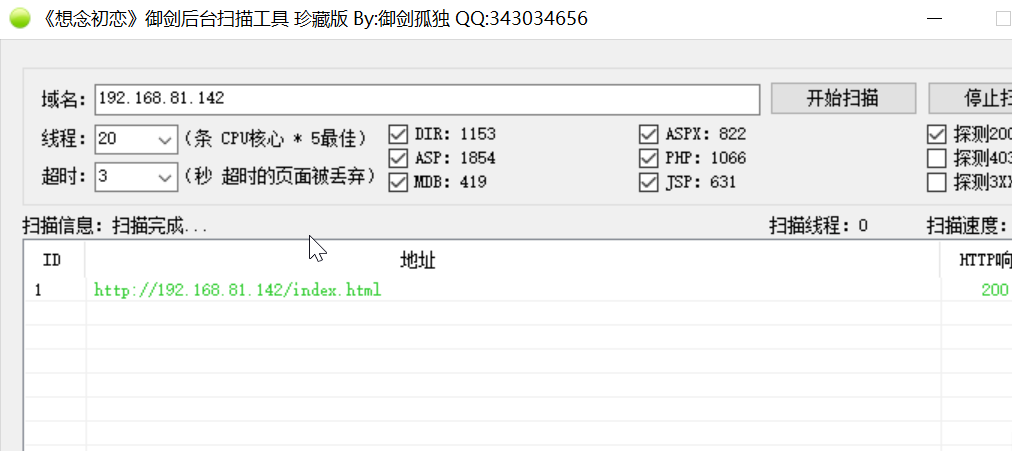 《想念初恋》御剑后台扫描工具 珍藏版 By:御剑孤独 QQ:343034656
域名: 192.168.81.142 开始扫描 停止扫
线程: 20 (条 CPU核心 * 5最佳) DIR: 1153 ASPX: 822 探测200
ASP: 1854 PHP: 1066 探测403
超时: 3 (秒 超时的页面被丢弃) MDB: 419 JSP: 631 探测3XX
扫描信息: 扫描完成... 扫描线程: 0 扫描速度:
ID 地址 HTTP响
1 http://192.168.81.142/index.html 200